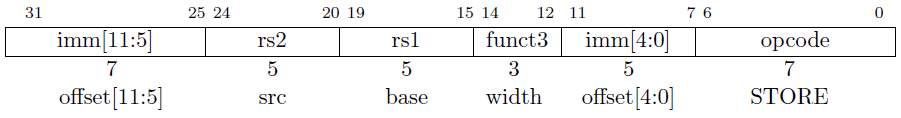 31 25 24 20 19 15 14 12 11 7 6 0
imm[11:5] rs2 rs1 funct3 imm[4:0] opcode
7 5 5 3 5 7
offset[11:5] src base width offset[4:0] STORE